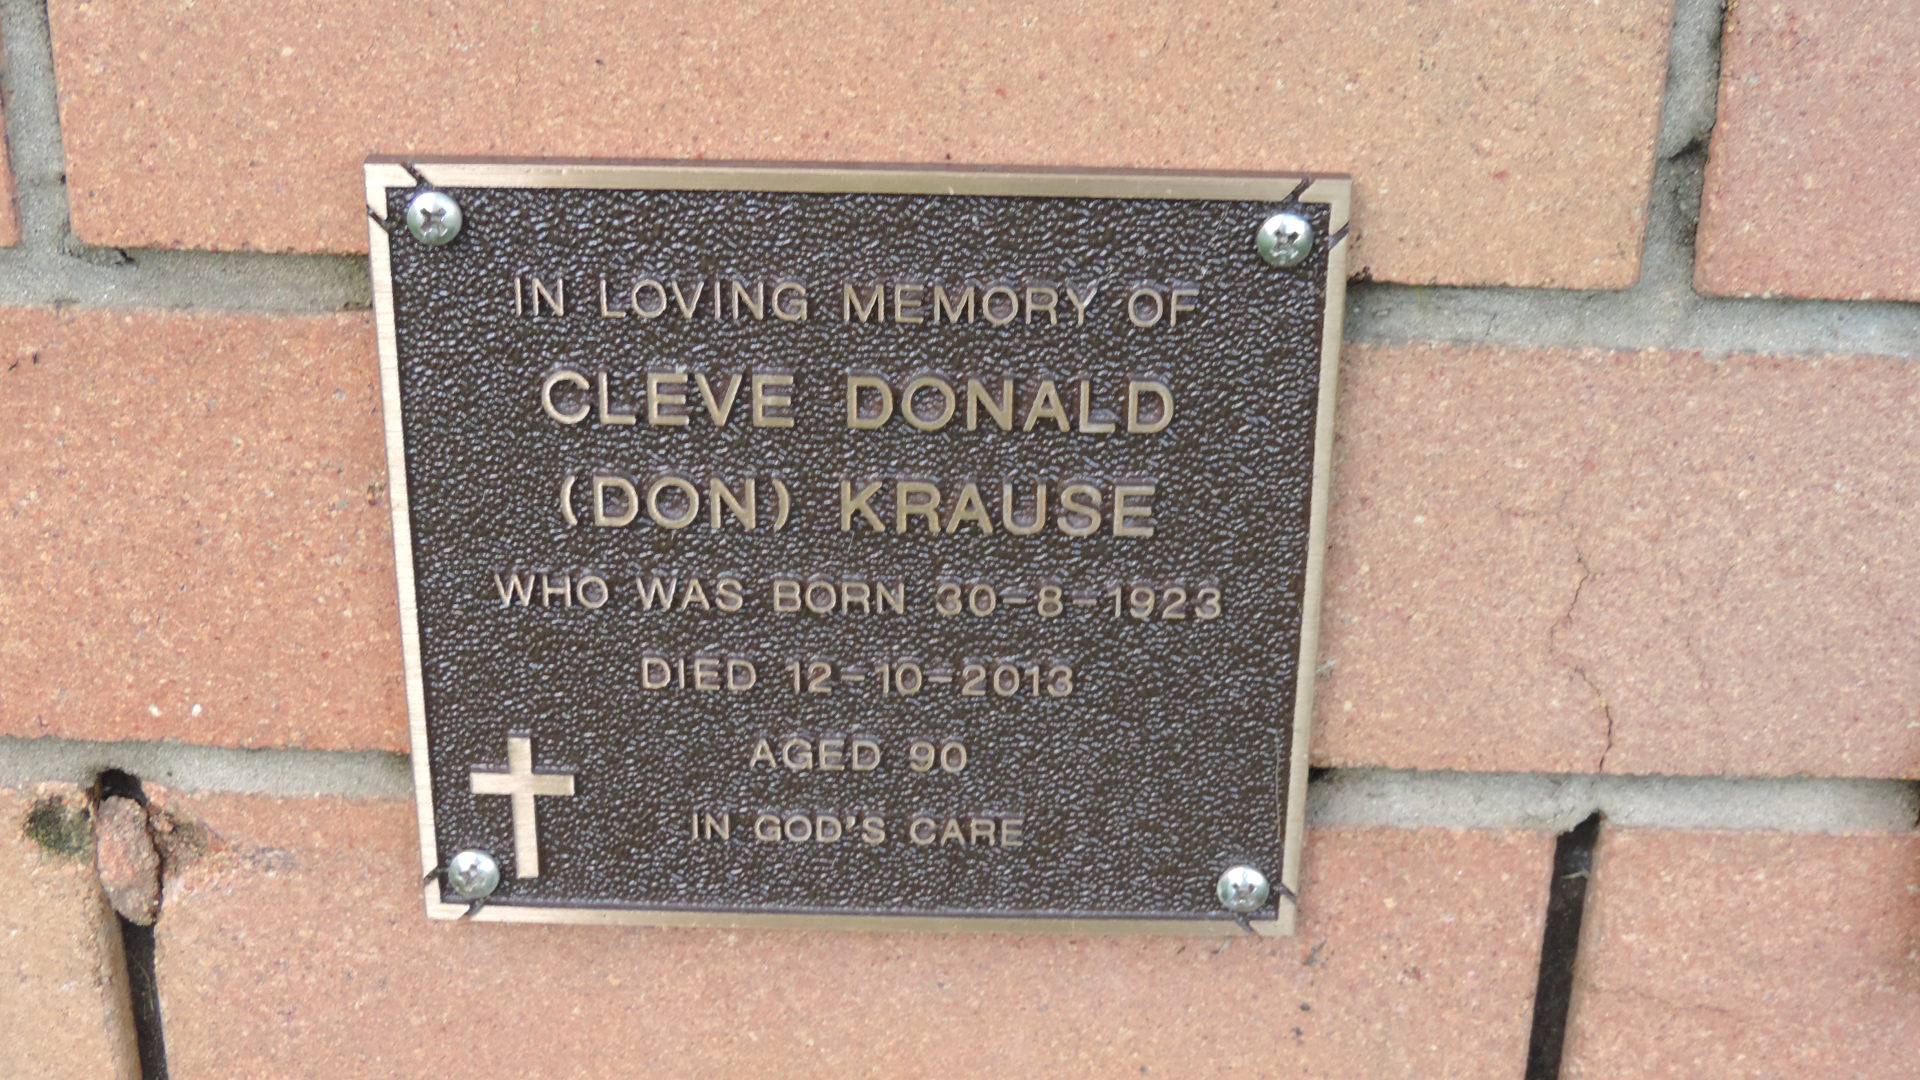 IN LOVING MEMORY OF
CLEVE DONALD
(DON) KRAUSE
WHO WAS BORN 30-8-1923
DIED 12-10-2013
AGED 90
IN GOD'S CARE